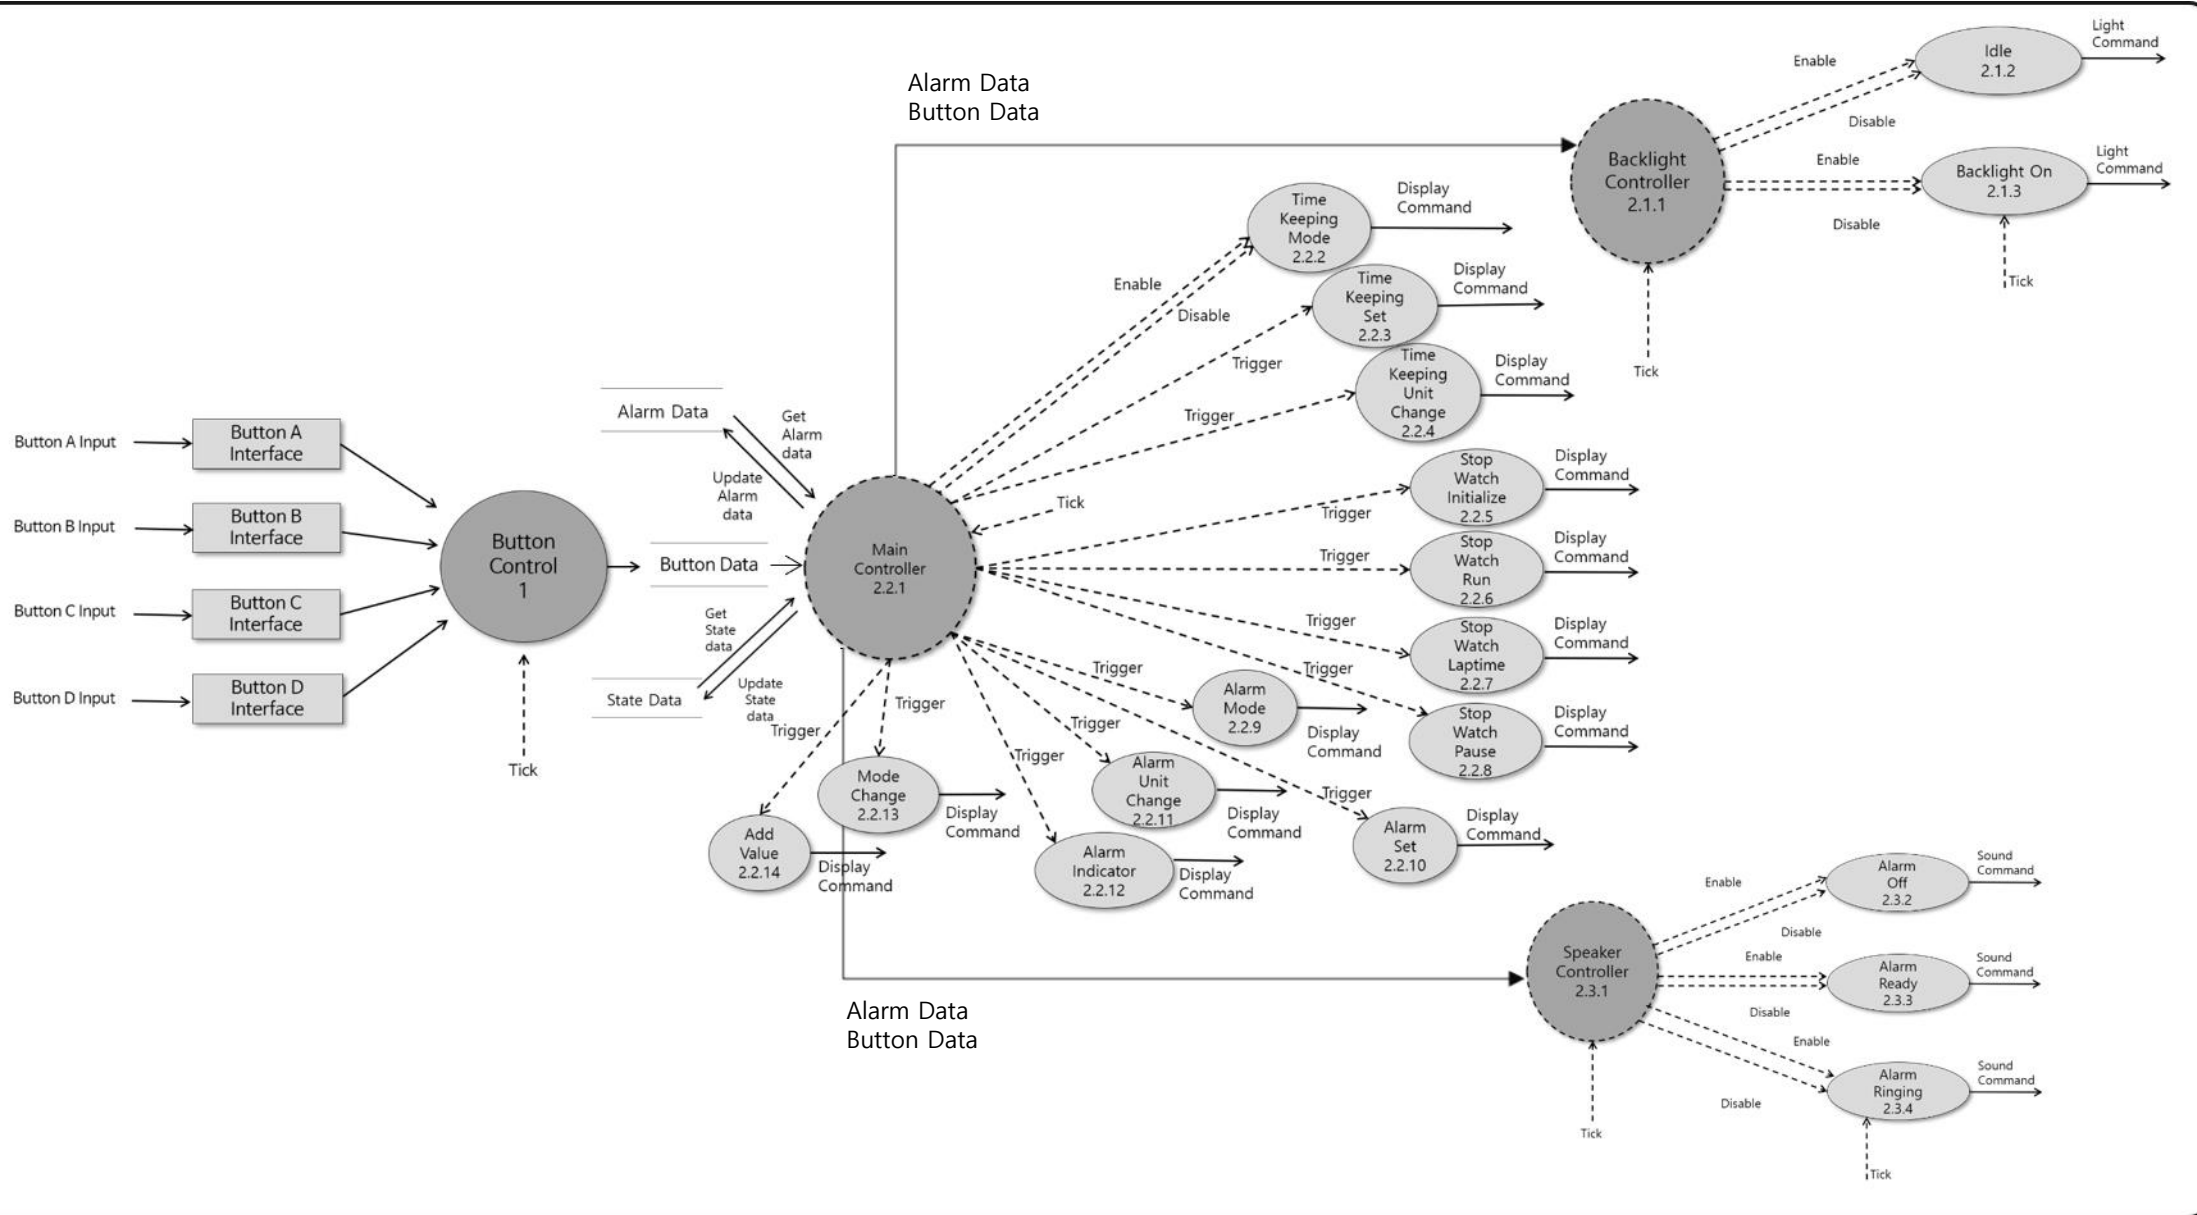 Alarm Data
Button Data
Light
Command
Idle
2.1.2
Enable
Disable
Backlight
Controller
2.1.1
Enable
Disable
Light
Command
Backlight On
2.1.3
Tick
Tick
Time
Keeping
Mode
2.2.2
Display
Command
Enable
Disable
Time
Keeping
Set
2.2.3
Display
Command
Trigger
Time
Keeping
Unit
Change
2.2.4
Display
Command
Trigger
Button A Input
Button A
Interface
Button B Input
Button B
Interface
Button C Input
Button C
Interface
Button D Input
Button D
Interface
Button
Control
1
Tick
Alarm Data
Get
Alarm
data
Update
Alarm
data
Button Data
Get
State
data
State Data
Update
State
data
Main
Controller
2.2.1
Tick
Stop
Watch
Initialize
2.2.5
Display
Command
Trigger
Stop
Watch
Run
2.2.6
Display
Command
Trigger
Stop
Watch
Laptime
2.2.7
Display
Command
Trigger
Stop
Watch
Pause
2.2.8
Display
Command
Trigger
Trigger
Alarm
Mode
2.2.9
Display
Command
Trigger
Alarm
Unit
Change
2.2.11
Display
Command
Trigger
Alarm
Set
2.2.10
Display
Command
Trigger
Alarm
Indicator
2.2.12
Display
Command
Trigger
Mode
Change
2.2.13
Display
Command
Trigger
Add
Value
2.2.14
Display
Command
Alarm Data
Button Data
Speaker
Controller
2.3.1
Tick
Enable
Disable
Alarm
Off
2.3.2
Sound
Command
Enable
Disable
Alarm
Ready
2.3.3
Sound
Command
Enable
Disable
Alarm
Ringing
2.3.4
Sound
Command
Tick